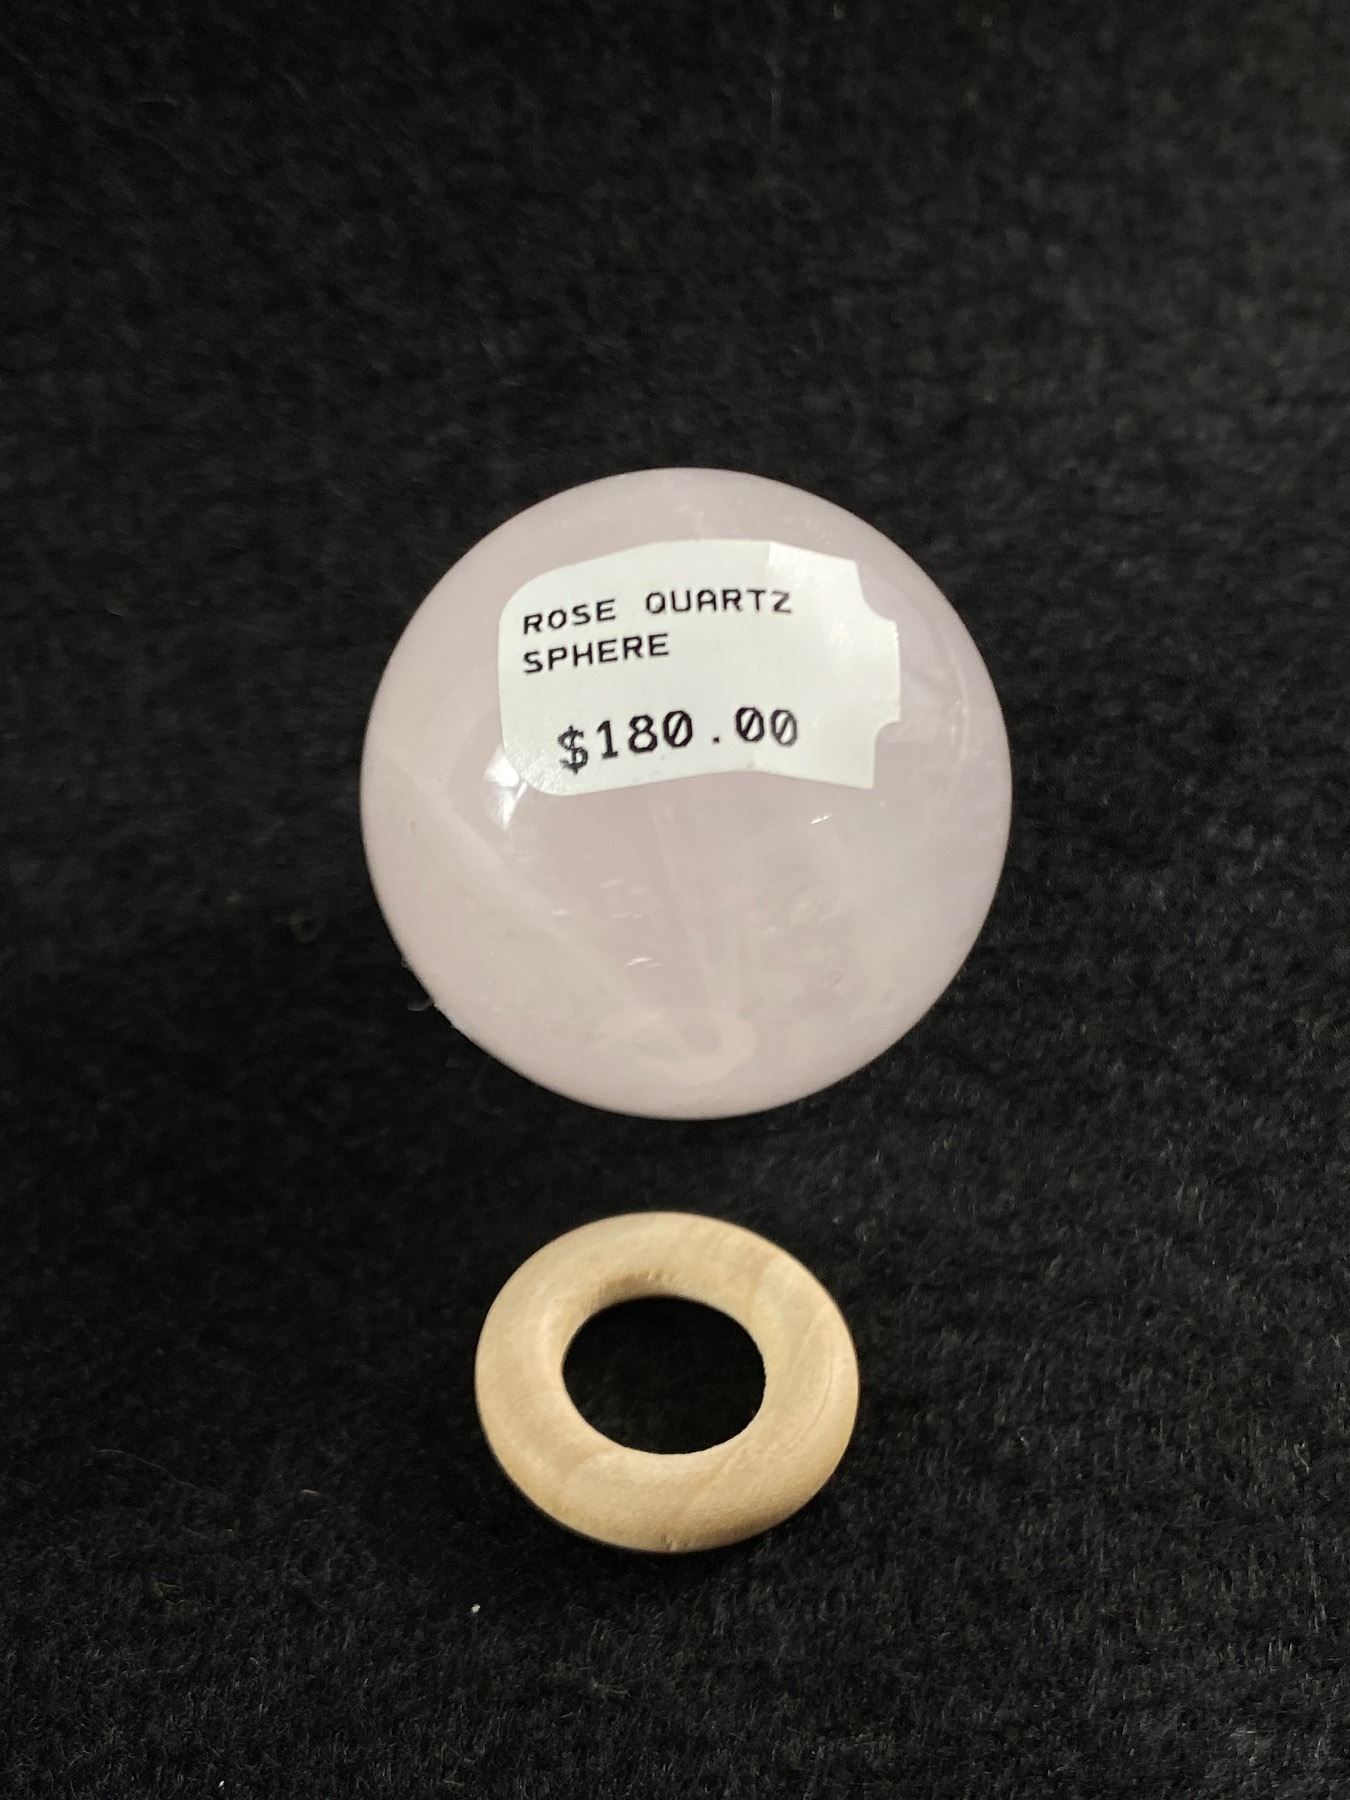 ROSE QUARTZ
SPHERE
$180.00